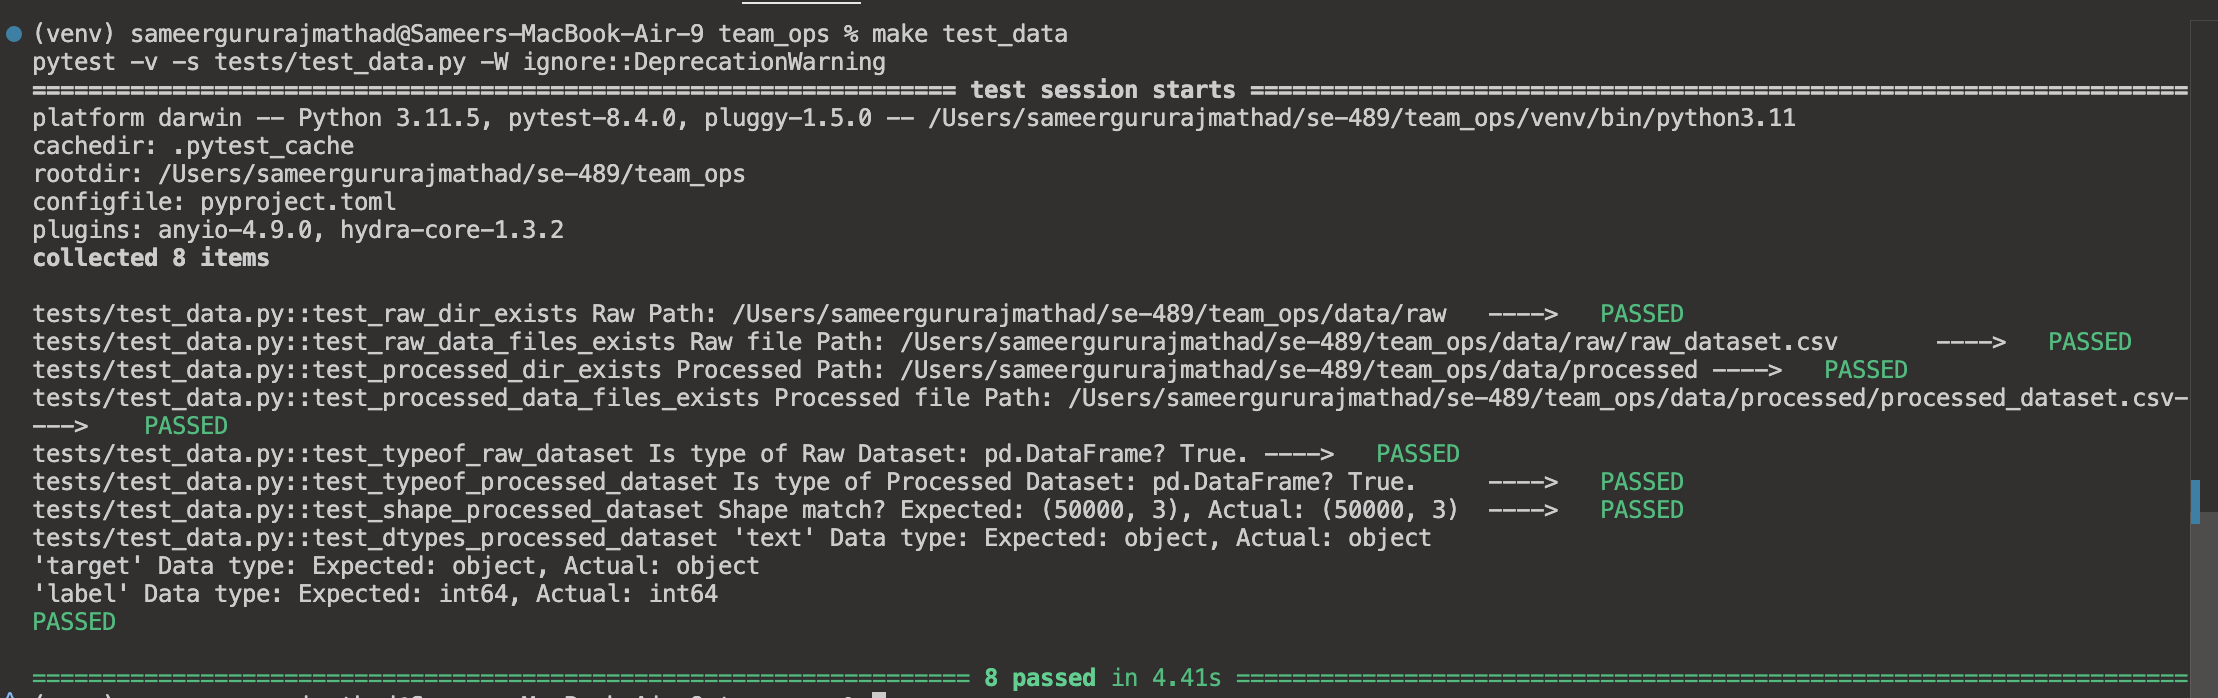 (venv) sameergururajmathad@Sameers-MacBook-Air-9 team_ops % make test_data
pytest -v -s tests/test_data.py -W ignore::DeprecationWarning
================================================================== test session starts ===================================================================
platform darwin -- Python 3.11.5, pytest-8.4.0, pluggy-1.5.0 -- /Users/sameergururajmathad/se-489/team_ops/venv/bin/python3.11
cachedir: .pytest_cache
rootdir: /Users/sameergururajmathad/se-489/team_ops
configfile: pyproject.toml
plugins: anyio-4.9.0, hydra-core-1.3.2
collected 8 items
tests/test_data.py::test_raw_dir_exists Raw Path: /Users/sameergururajmathad/se-489/team_ops/data/raw   ---->   PASSED
tests/test_data.py::test_raw_data_files_exists Raw file Path: /Users/sameergururajmathad/se-489/team_ops/data/raw/raw_dataset.csv       ---->   PASSED
tests/test_data.py::test_processed_dir_exists Processed Path: /Users/sameergururajmathad/se-489/team_ops/data/processed ---->   PASSED
tests/test_data.py::test_processed_data_files_exists Processed file Path: /Users/sameergururajmathad/se-489/team_ops/data/processed/processed_dataset.csv-
--->    PASSED
tests/test_data.py::test_typeof_raw_dataset Is type of Raw Dataset: pd.DataFrame? True. ---->   PASSED
tests/test_data.py::test_typeof_processed_dataset Is type of Processed Dataset: pd.DataFrame? True.     ---->   PASSED
tests/test_data.py::test_shape_processed_dataset Shape match? Expected: (50000, 3), Actual: (50000, 3)  ---->   PASSED
tests/test_data.py::test_dtypes_processed_dataset 'text' Data type: Expected: object, Actual: object
'target' Data type: Expected: object, Actual: object
'label' Data type: Expected: int64, Actual: int64
PASSED
=================================================================== 8 passed in 4.41s ====================================================================